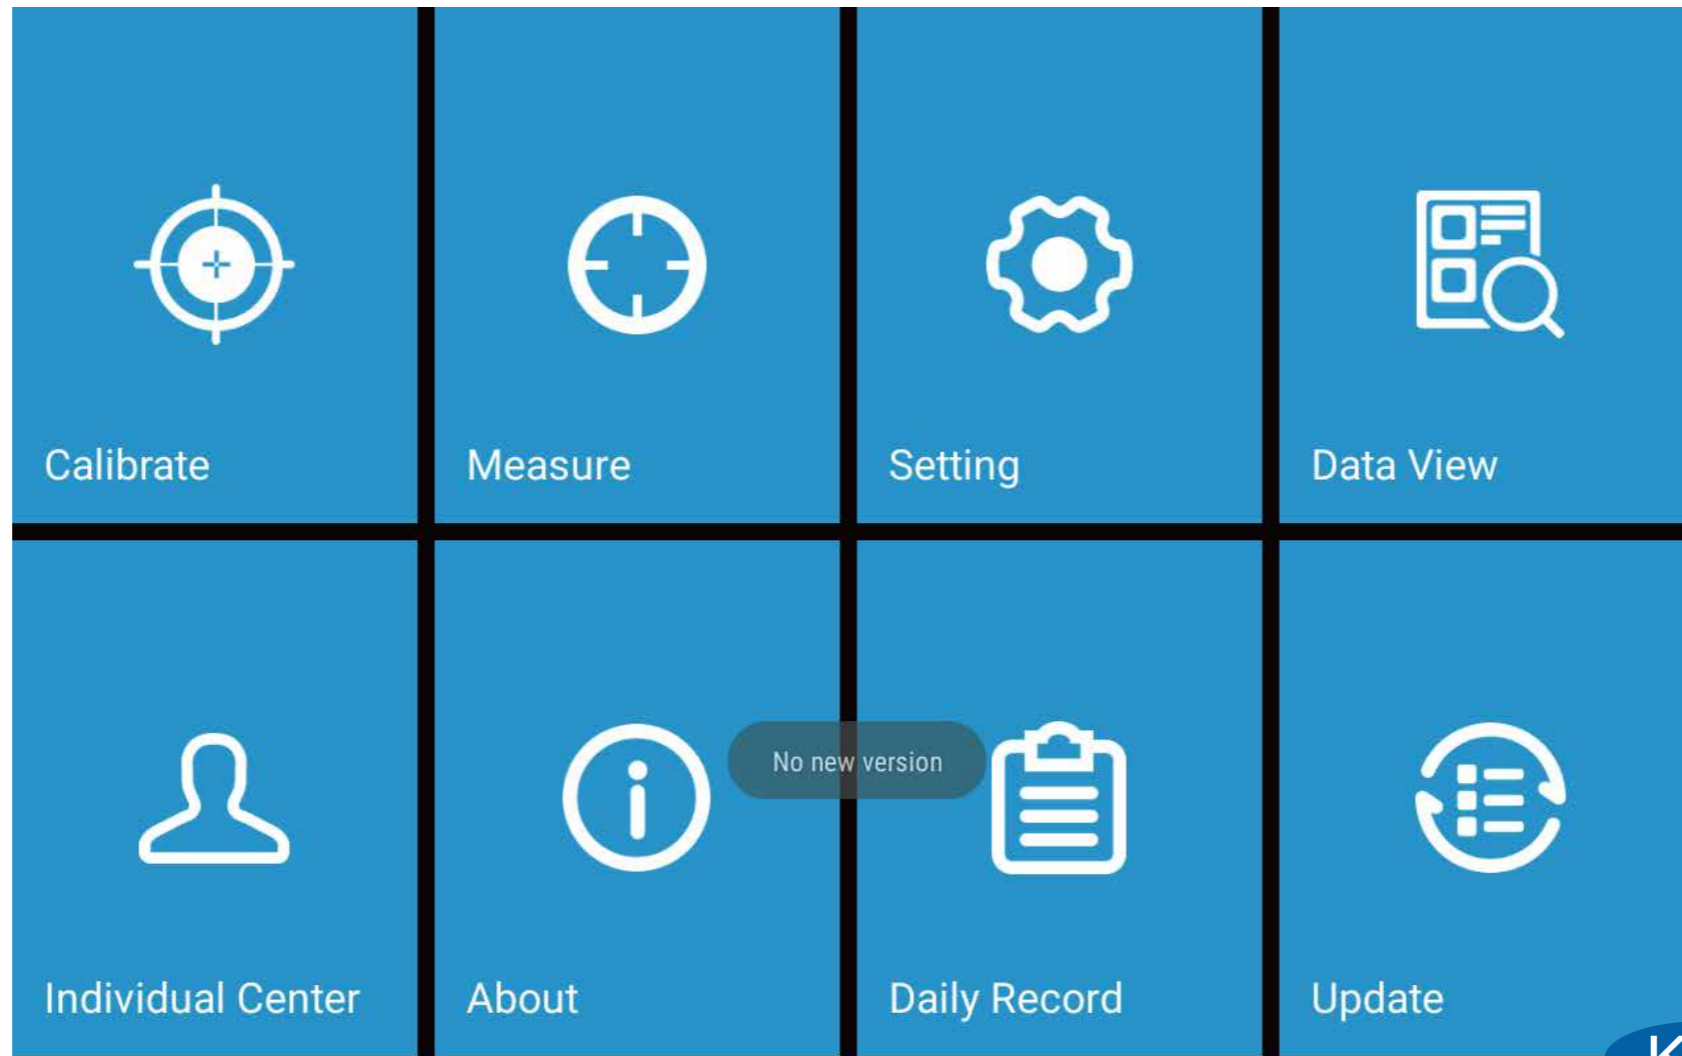 Calibrate
Measure
Setting
Data View
No new version
Individual Center
About
Daily Record
Update